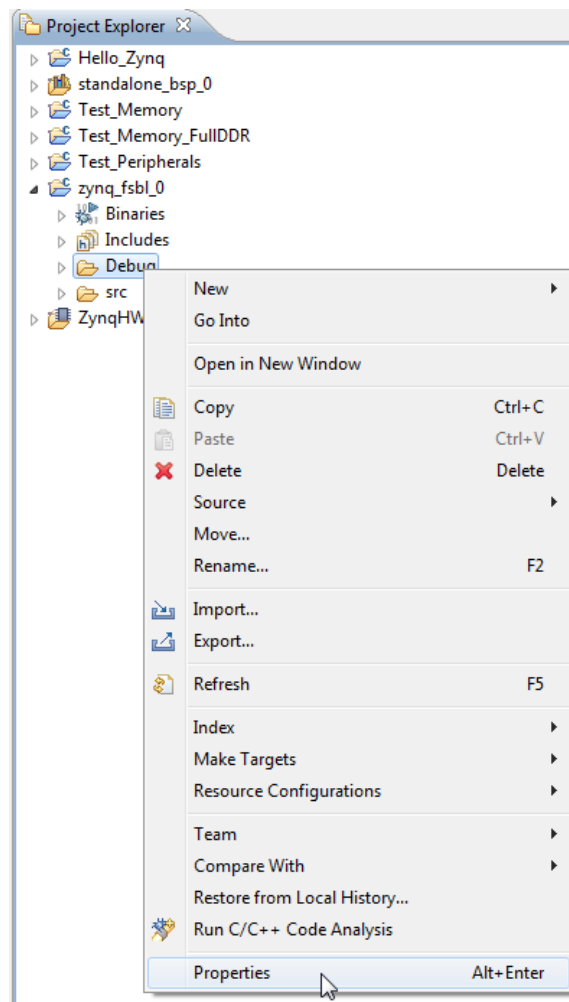 Project Explorer
Hello_Zynq
standalone_bsp_0
Test_Memory
Test_Memory_FullDDR
Test_Peripherals
zynq_fsbl_0
Binaries
Includes
Debug
src
ZynqHW
New
Go Into
Open in New Window
Copy Ctrl+C
Paste Ctrl+V
Delete Delete
Source
Move...
Rename... F2
Import...
Export...
Refresh F5
Index
Make Targets
Resource Configurations
Team
Compare With
Restore from Local History...
Run C/C++ Code Analysis
Properties Alt+Enter